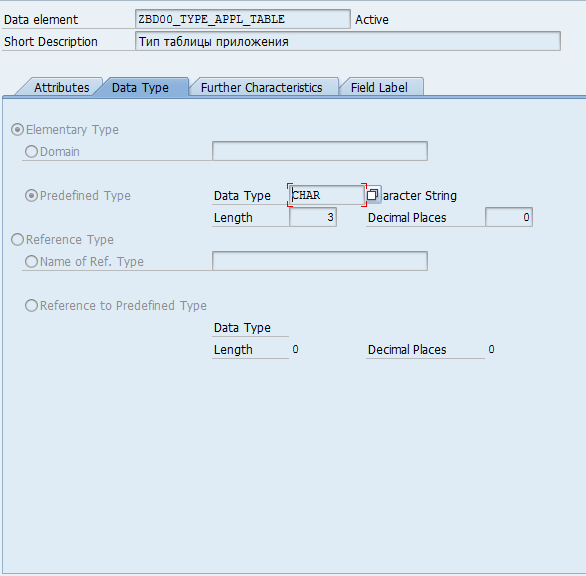 Data element ZBD00_TYPE_APPL_TABLE Active
Short Description Тип таблицы приложения
Attributes Data Type Further Characteristics Field Label
Elementary Type
Domain
Predefined Type Data Type CHAR aracter String
Length 3 Decimal Places 0
Reference Type
Name of Ref. Type
Reference to Predefined Type
Data Type
Length 0 Decimal Places 0